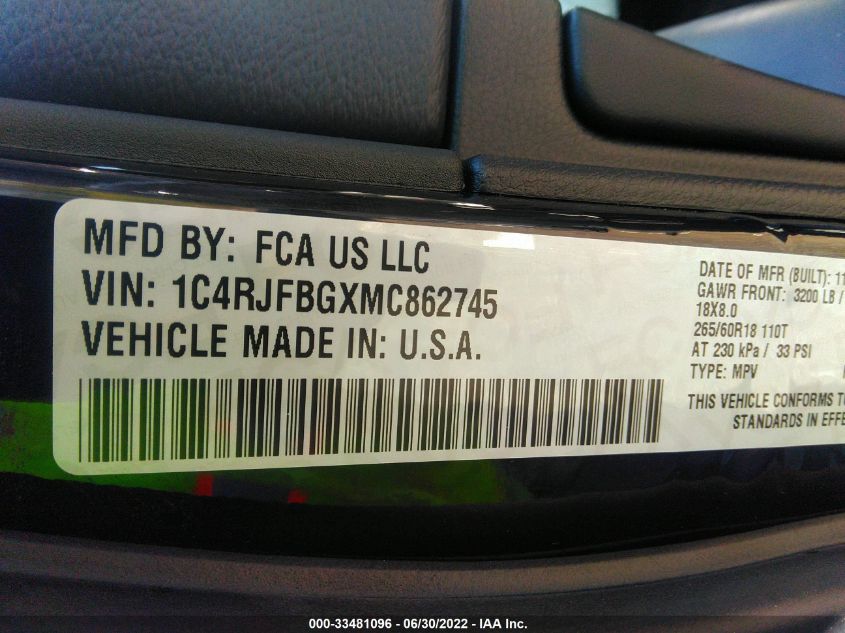 MFD BY: FCA US LLC
VIN: 1C4RJFBGXMC862745
VEHICLE MADE IN: U.S.A.
DATE OF MFR (BUILT): 11
GAWR FRONT: 3200 LB /
18X8.0
265/60R18 110T
AT 230 kPa / 33 PSI
TYPE: MPV
THIS VEHICLE CONFORMS
STANDARDS IN
000-33481096 - 06/30/2022 - IAA Inc.